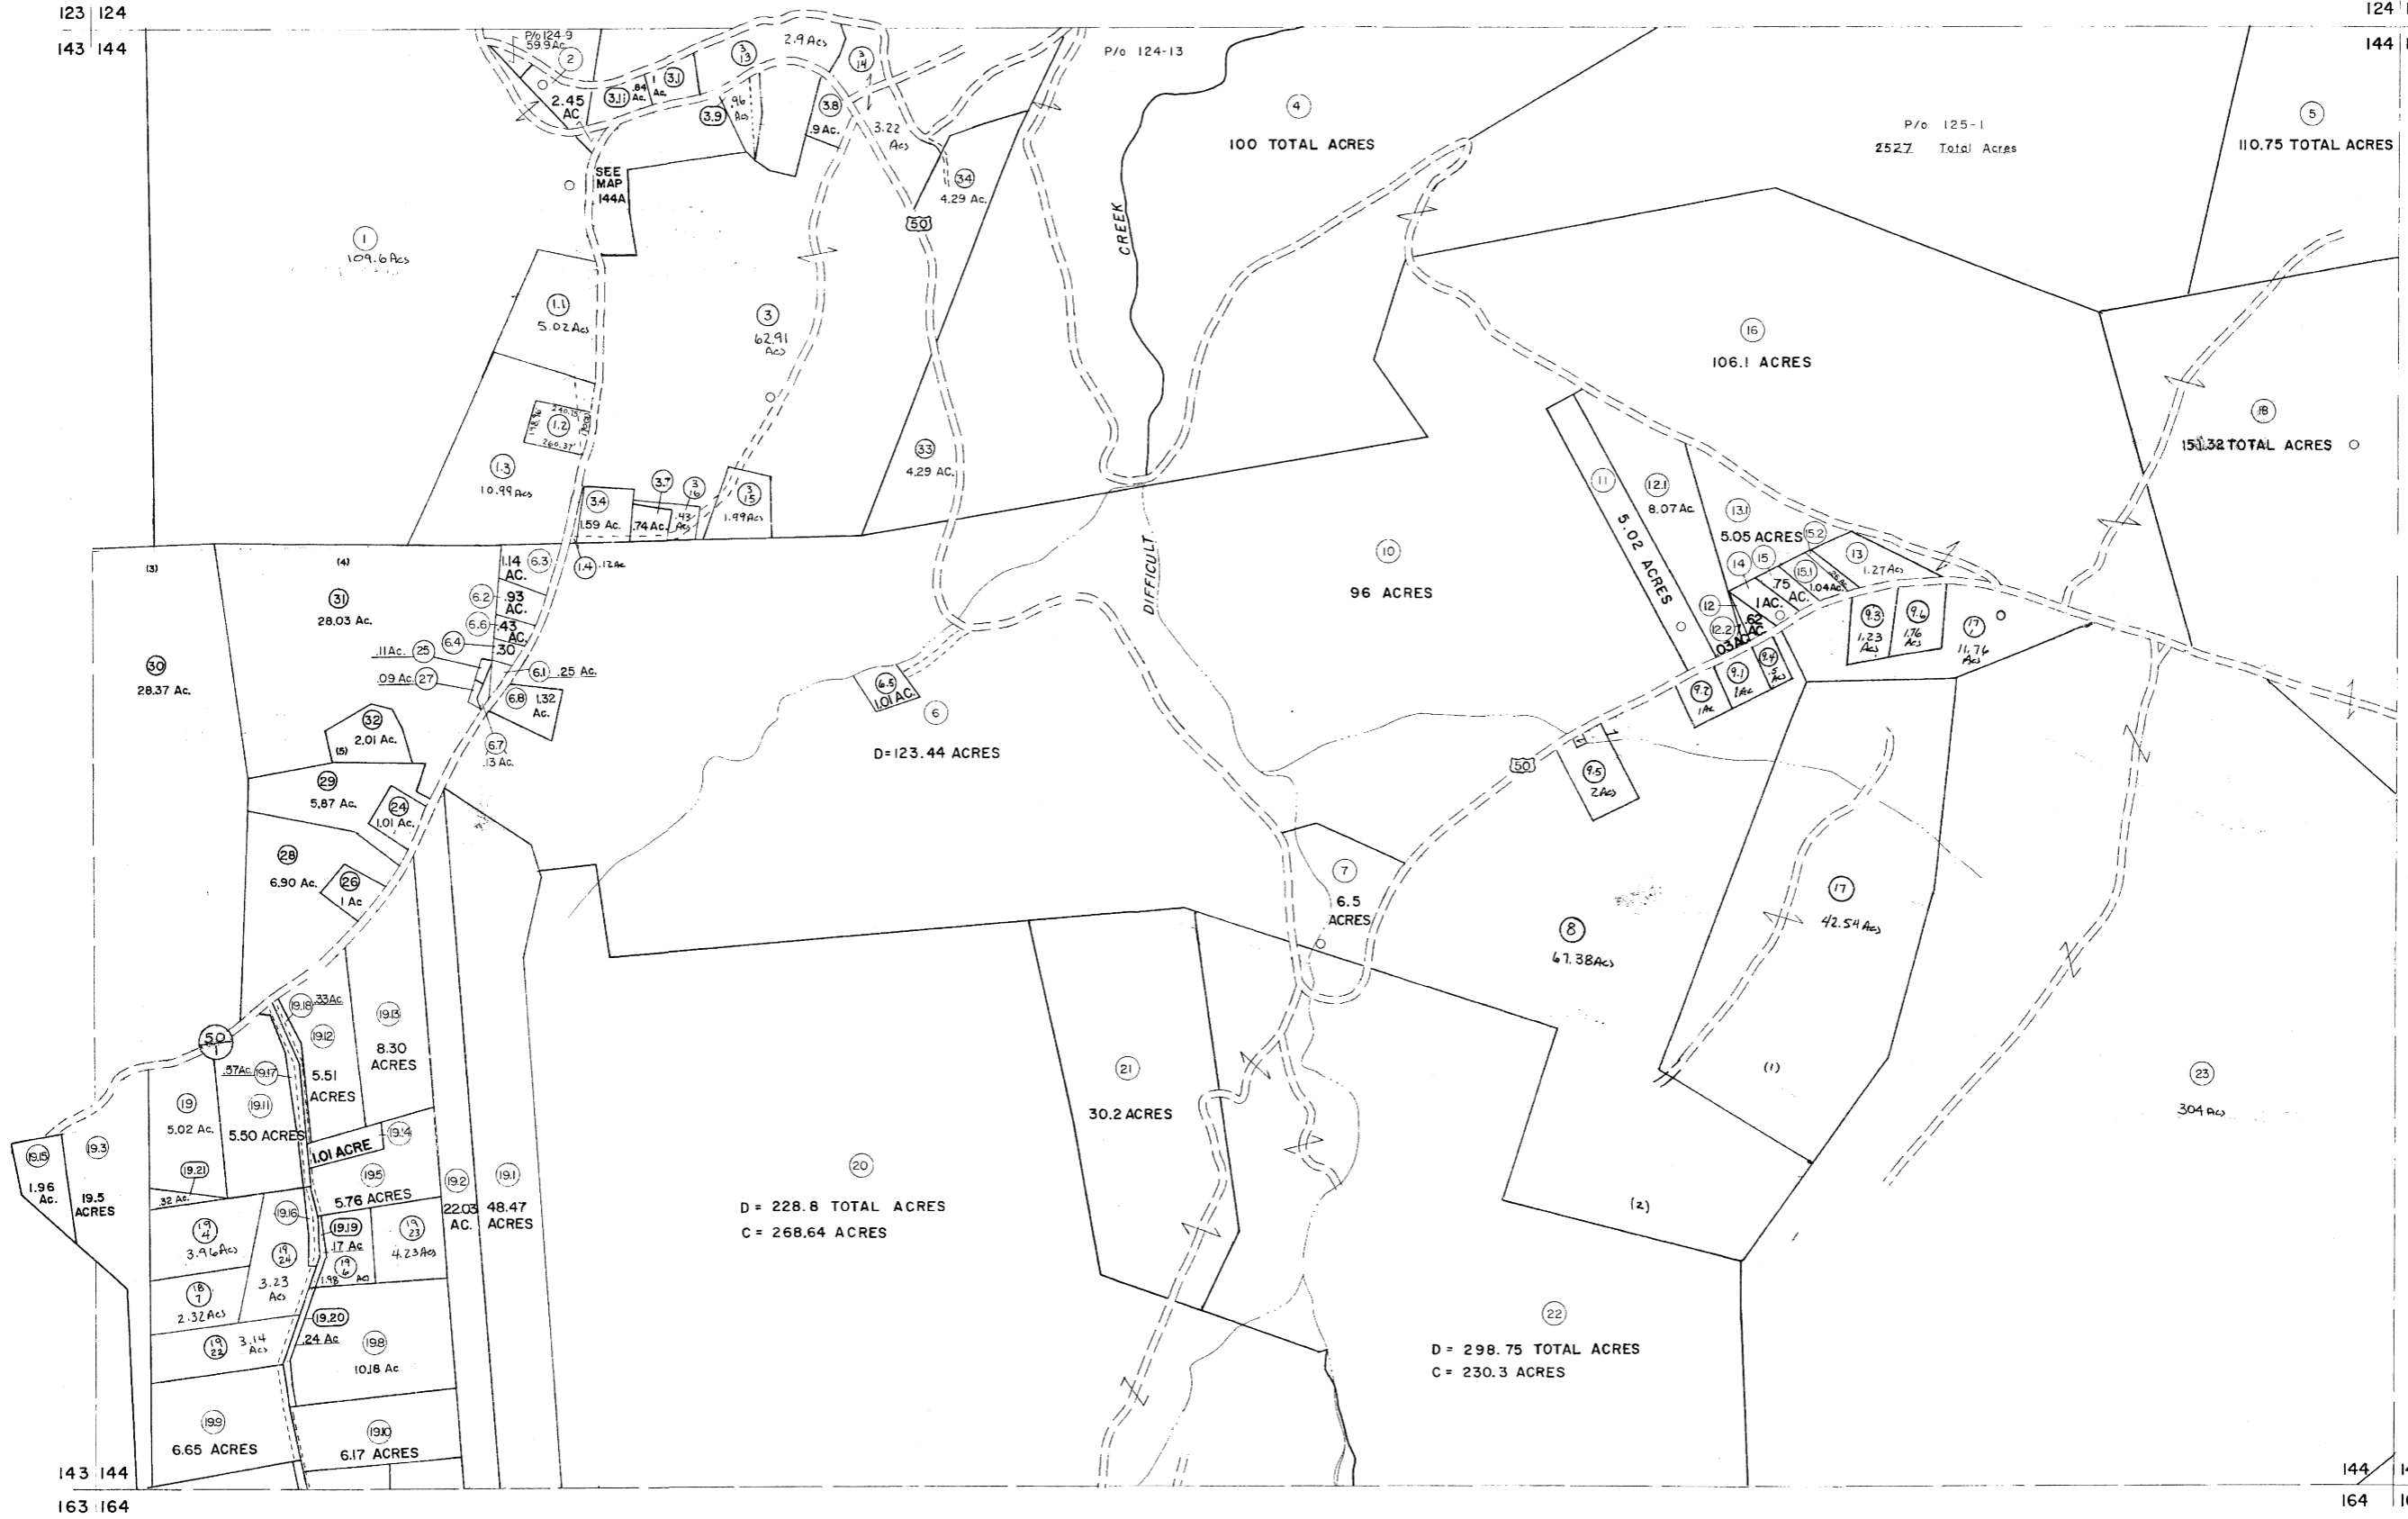 123 124
124
143 144
144
P/o 124-9
59.9 Ac.
2
2.45
AC
3.11
.84
Ac.
3.1
Ac.
3
13
2.9 Acs
3
14
3.9
.96
Acs
3.8
.9 Ac.
3.22
Acs
P/o 124-13
4
100 TOTAL ACRES
P/o 125-1
2527 Total Acres
5
110.75 TOTAL ACRES
SEE
MAP
144A
34
4.29 Ac.
50
CREEK
1
109.6 Acs
1.1
5.02 Acs
3
62.91
Acs
16
106.1 ACRES
18
TOTAL ACRES
1.2
260.37'
1.3
10.99 Acs
33
4.29 AC.
3.4
1.59 Ac.
3.7
.74 Ac.
3
16
.43
Acs
3
15
1.99 Acs
11
5.02 ACRES
12.1
8.07 Ac.
13.1
5.05 ACRES
15.2
13
1.27 Acs
14
15
15.1
.75
AC.
1.04 Ac.
1 AC.
12
.62
AC
12.2
.03 AC.
(3)
(4)
1.14
AC.
6.3
1.4
.12 Ac
6.2
.93
AC.
6.6
.43
AC.
6.4
.30
31
28.03 Ac.
.11 Ac.
25
.09 Ac.
27
6.1
.25 Ac.
6.8
1.32
Ac.
6.7
.13 Ac.
30
28.37 Ac.
DIFFICULT
10
96 ACRES
9.3
1.23
Acs
9.6
1.76
Acs
17
11.76
Acs
9.4
.5
Acs
9.1
1 Ac
9.2
1 Ac
6.5
1.01 AC.
6
D=123.44 ACRES
32
2.01 Ac.
(5)
29
5.87 Ac.
24
1.01 Ac.
50
9.5
2 Acs
28
6.90 Ac.
26
1 Ac
7
6.5
ACRES
8
67.38 Acs
17
42.54 Acs
50
1
19.18
.33 Ac.
19.12
5.51
ACRES
19.13
8.30
ACRES
.57 Ac.
19.17
19.11
5.50 ACRES
19
5.02 Ac.
19.21
.32 Ac.
19.14
1.01 ACRE
19.5
5.76 ACRES
19.15
1.96
Ac.
19.3
19.5
ACRES
19.2
22.03
AC.
19.1
48.47
ACRES
20
D = 228.8 TOTAL ACRES
C = 268.64 ACRES
21
30.2 ACRES
(1)
(2)
23
304 Acs
19
4
3.96 Acs
19.16
19
24
3.23
Acs
19.19
.17 Ac
19
6
1.98
Acs
19
23
4.23 Acs
18
7
2.32 Acs
19
22
3.14
Acs
19.20
.24 Ac
19.8
10.18 Ac.
22
D = 298.75 TOTAL ACRES
C = 230.3 ACRES
19.9
6.65 ACRES
19.10
6.17 ACRES
143 144
144
163 164
164